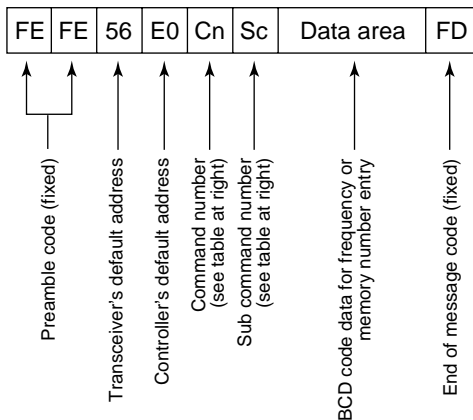 FE FE 56 E0 Cn Sc Data area FD
Preamble code (fixed)
Transceiver's default address
Controller's default address
Command number
(see table at right)
Sub command number
(see table at right)
BCD code data for frequency or
memory number entry
End of message code (fixed)